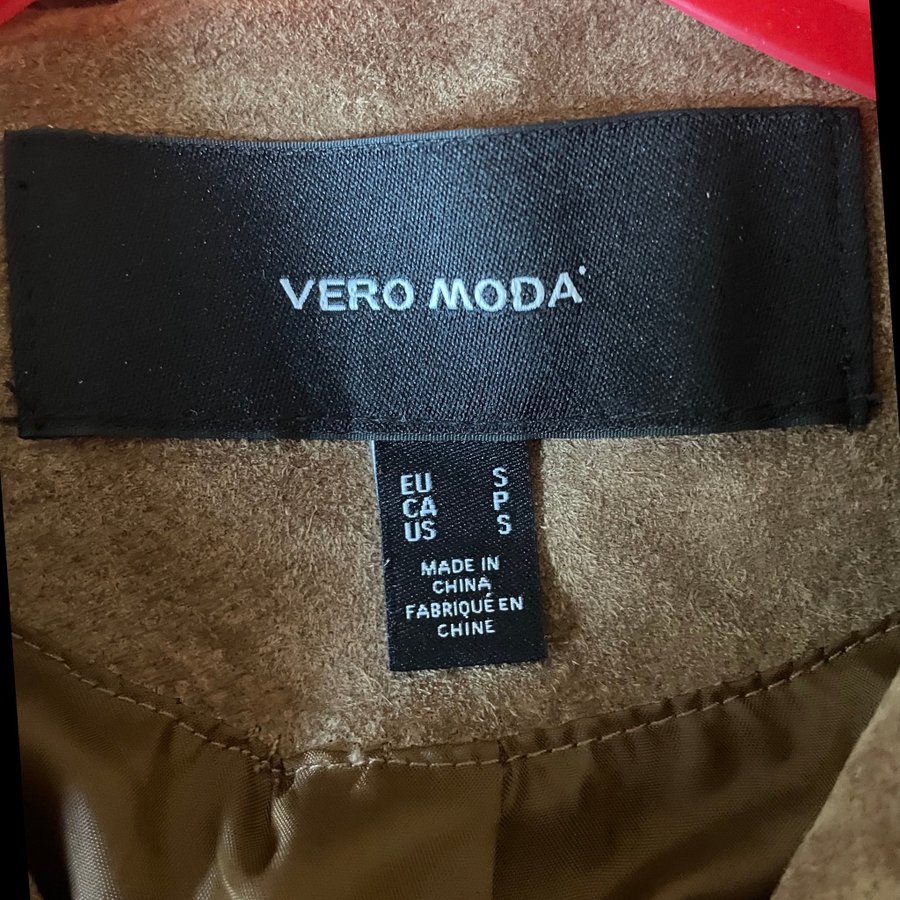 VERO MODA
EU S
CA P
US S
MADE IN
CHINA
FABRIQUÉ EN
CHINE